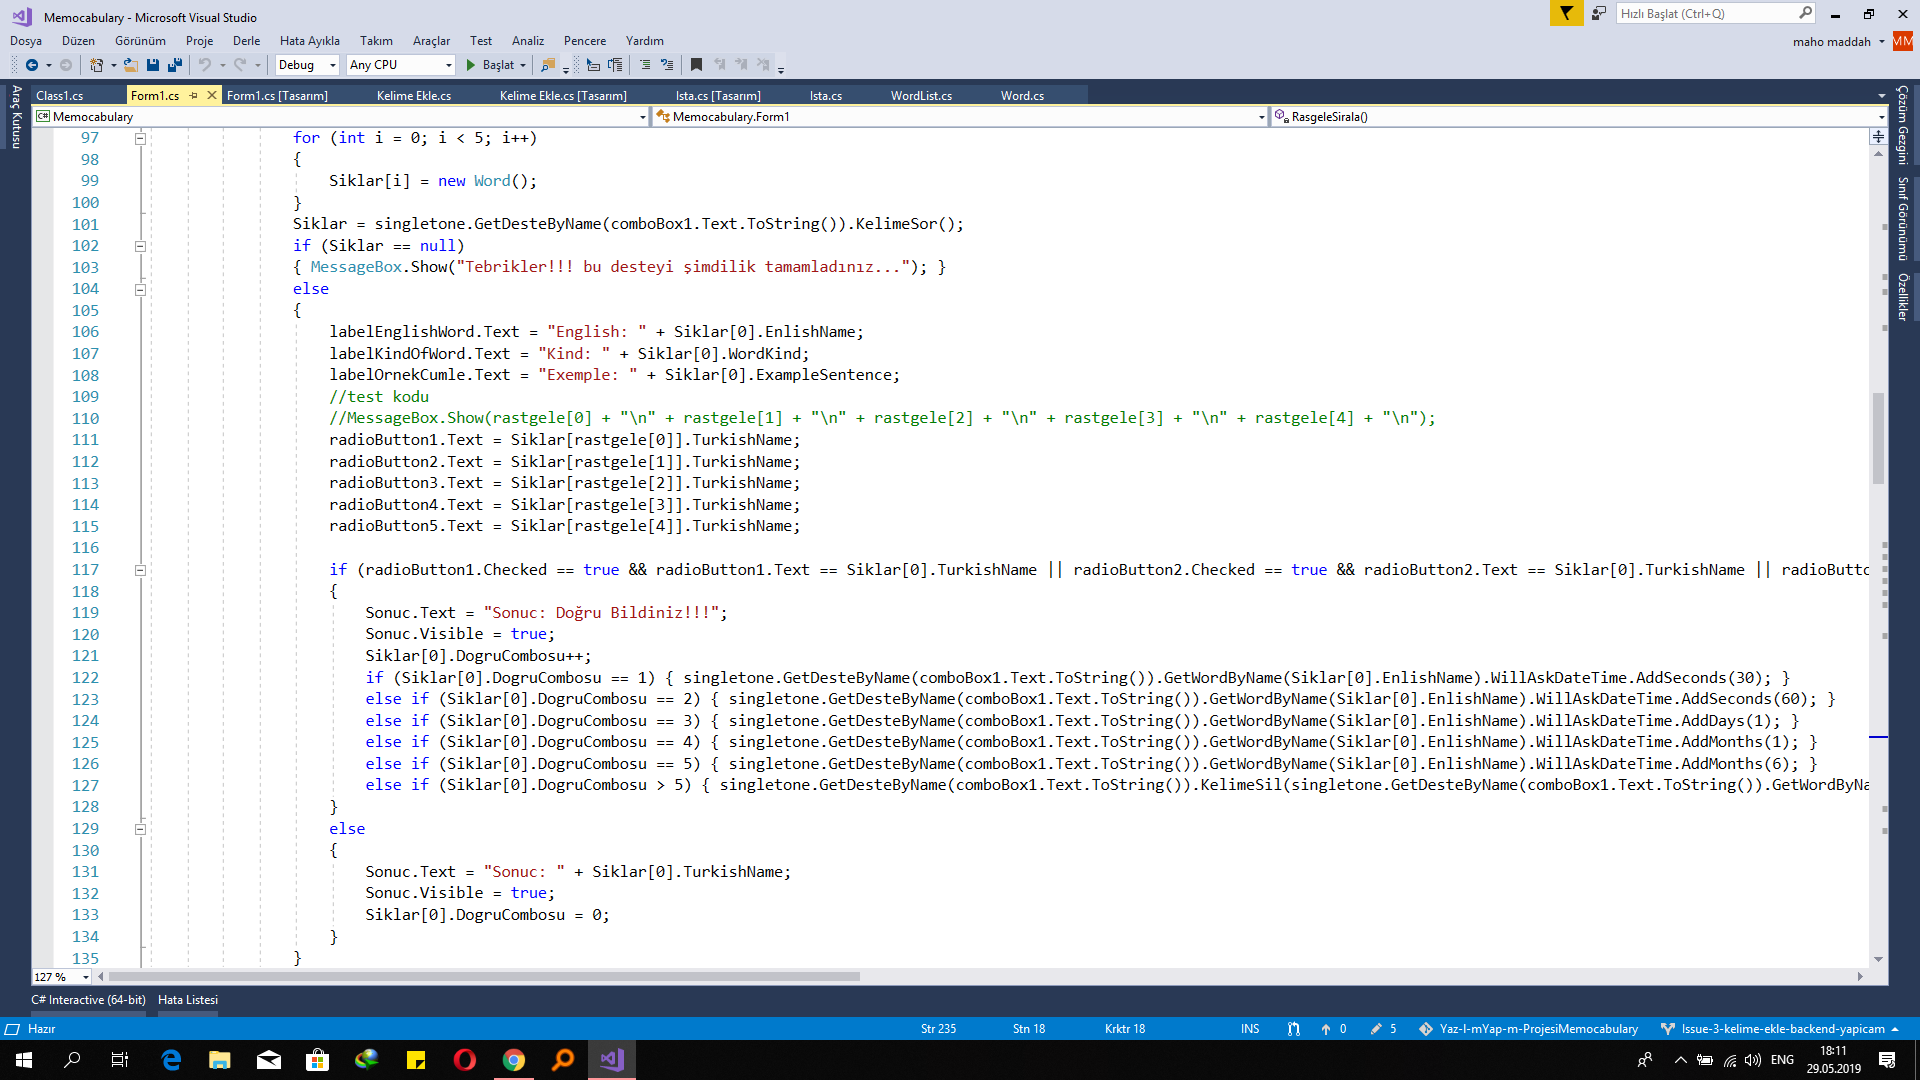 Memocabulary - Microsoft Visual Studio
Hızlı Başlat (Ctrl+Q)
Dosya Düzen Görünüm Proje Derle Hata Ayıkla Takım Araçlar Test Analiz Pencere Yardım
maho maddah MM
Debug Any CPU Başlat
Class1.cs Form1.cs Form1.cs [Tasarım] Kelime Ekle.cs Kelime Ekle.cs [Tasarım] Ista.cs [Tasarım] Ista.cs WordList.cs Word.cs
Araç Kutusu
Çözüm Gezgini
Sınıf Görünümü
Özellikler
C# Memocabulary Memocabulary.Form1 RasgeleSirala()
97 for (int i = 0; i < 5; i++)
98 {
99 Siklar[i] = new Word();
100 }
101 Siklar = singletone.GetDesteByName(comboBox1.Text.ToString()).KelimeSor();
102 if (Siklar == null)
103 { MessageBox.Show("Tebrikler!!! bu desteyi şimdilik tamamladınız..."); }
104 else
105 {
106 labelEnglishWord.Text = "English: " + Siklar[0].EnlishName;
107 labelKindOfWord.Text = "Kind: " + Siklar[0].WordKind;
108 labelOrnekCumle.Text = "Exemple: " + Siklar[0].ExampleSentence;
109 //test kodu
110 //MessageBox.Show(rastgele[0] + "\n" + rastgele[1] + "\n" + rastgele[2] + "\n" + rastgele[3] + "\n" + rastgele[4] + "\n");
111 radioButton1.Text = Siklar[rastgele[0]].TurkishName;
112 radioButton2.Text = Siklar[rastgele[1]].TurkishName;
113 radioButton3.Text = Siklar[rastgele[2]].TurkishName;
114 radioButton4.Text = Siklar[rastgele[3]].TurkishName;
115 radioButton5.Text = Siklar[rastgele[4]].TurkishName;
116
117 if (radioButton1.Checked == true && radioButton1.Text == Siklar[0].TurkishName || radioButton2.Checked == true && radioButton2.Text == Siklar[0].TurkishName || radioButto
118 {
119 Sonuc.Text = "Sonuc: Doğru Bildiniz!!!";
120 Sonuc.Visible = true;
121 Siklar[0].DogruCombosu++;
122 if (Siklar[0].DogruCombosu == 1) { singletone.GetDesteByName(comboBox1.Text.ToString()).GetWordByName(Siklar[0].EnlishName).WillAskDateTime.AddSeconds(30); }
123 else if (Siklar[0].DogruCombosu == 2) { singletone.GetDesteByName(comboBox1.Text.ToString()).GetWordByName(Siklar[0].EnlishName).WillAskDateTime.AddSeconds(60); }
124 else if (Siklar[0].DogruCombosu == 3) { singletone.GetDesteByName(comboBox1.Text.ToString()).GetWordByName(Siklar[0].EnlishName).WillAskDateTime.AddDays(1); }
125 else if (Siklar[0].DogruCombosu == 4) { singletone.GetDesteByName(comboBox1.Text.ToString()).GetWordByName(Siklar[0].EnlishName).WillAskDateTime.AddMonths(1); }
126 else if (Siklar[0].DogruCombosu == 5) { singletone.GetDesteByName(comboBox1.Text.ToString()).GetWordByName(Siklar[0].EnlishName).WillAskDateTime.AddMonths(6); }
127 else if (Siklar[0].DogruCombosu > 5) { singletone.GetDesteByName(comboBox1.Text.ToString()).KelimeSil(singletone.GetDesteByName(comboBox1.Text.ToString()).GetWordByNa
128 }
129 else
130 {
131 Sonuc.Text = "Sonuc: " + Siklar[0].TurkishName;
132 Sonuc.Visible = true;
133 Siklar[0].DogruCombosu = 0;
134 }
135 }
127 %
C# Interactive (64-bit) Hata Listesi
Hazır Str 235 Stn 18 Krktr 18 INS 0 5 Yaz-l-mYap-m-ProjesiMemocabulary Issue-3-kelime-ekle-backend-yapicam
ENG 18:11
29.05.2019